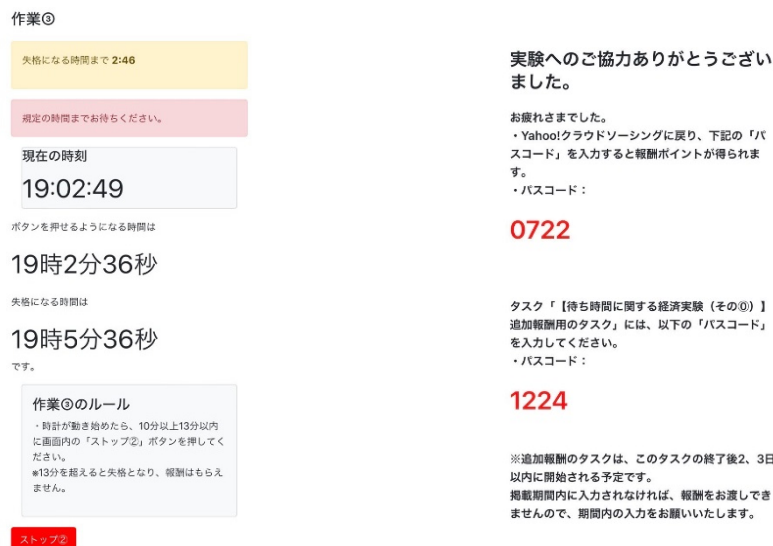 作業③
失格になる時間まで 2:46
規定の時間までお待ちください。
現在の時刻
19:02:49
ボタンを押せるようになる時間は
19時2分36秒
失格になる時間は
19時5分36秒
です。
作業③のルール
・時計が動き始めたら、10分以上13分以内
に画面内の「ストップ②」ボタンを押してく
ださい。
※13分を超えると失格となり、報酬はもらえ
ません。
ストップ②
実験へのご協力ありがとうござい
ました。
お疲れさまでした。
・Yahoo!クラウドソーシングに戻り、下記の「パ
スコード」を入力すると報酬ポイントが得られま
す。
・パスコード：
0722
タスク「【待ち時間に関する経済実験（その⓪）】
追加報酬用のタスク」には、以下の「パスコード」
を入力してください。
・パスコード：
1224
※追加報酬のタスクは、このタスクの終了後2、3日
以内に開始される予定です。
掲載期間内に入力されなければ、報酬をお渡しでき
ませんので、期間内の入力をお願いいたします。